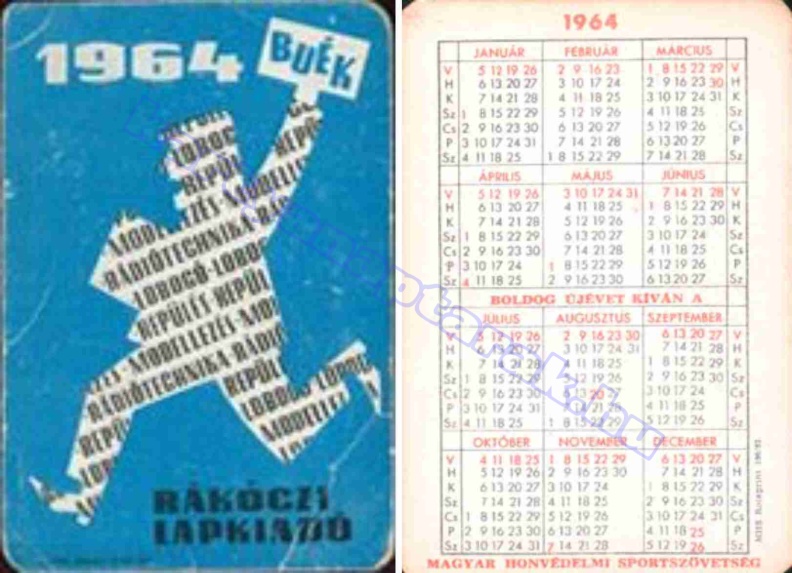 1964
BUÉK
REPÜL
LOBOG
REPÜL
MODELLEZÉS-MODELLEZ
RÁDIÓTECHNIKA-RÁD
LOBOGÓ-LOBO
REPÜLÉS-REPÜL
ZÉS-MODELLEZÉS-MODELL
RÁDIÓTECHNIKA-RÁDIÓ
REPÜL
LOBOGÓ-LOBOG
MODELLEZ
RÁKÓCZI
LAPKIADÓ
1964
JANUÁR FEBRUÁR MÁRCIUS
V 5 12 19 26 2 9 16 23 1 8 15 22 29 V
H 6 13 20 27 3 10 17 24 2 9 16 23 30 H
K 7 14 21 28 4 11 18 25 3 10 17 24 31 K
Sz 1 8 15 22 29 5 12 19 26 4 11 18 25 Sz
Cs 2 9 16 23 30 6 13 20 27 5 12 19 26 Cs
P 3 10 17 24 31 7 14 21 28 6 13 20 27 P
Sz 4 11 18 25 1 8 15 22 29 7 14 21 28 Sz
ÁPRILIS MÁJUS JÚNIUS
V 5 12 19 26 3 10 17 24 31 7 14 21 28 V
H 6 13 20 27 4 11 18 25 1 8 15 22 29 H
K 7 14 21 28 5 12 19 26 2 9 16 23 30 K
Sz 1 8 15 22 29 6 13 20 27 3 10 17 24 Sz
Cs 2 9 16 23 30 7 14 21 28 4 11 18 25 Cs
P 3 10 17 24 1 8 15 22 29 5 12 19 26 P
Sz 4 11 18 25 2 9 16 23 30 6 13 20 27 Sz
BOLDOG ÚJÉVET KÍVÁN A
JULIUS AUGUSZTUS SZEPTEMBER
V 5 12 19 26 2 9 16 23 30 6 13 20 27 V
H 6 13 20 27 3 10 17 24 31 7 14 21 28 H
K 7 14 21 28 4 11 18 25 1 8 15 22 29 K
Sz 1 8 15 22 29 5 12 19 26 2 9 16 23 30 Sz
Cs 2 9 16 23 30 6 13 20 27 3 10 17 24 Cs
P 3 10 17 24 31 7 14 21 28 4 11 18 25 P
Sz 4 11 18 25 1 8 15 22 29 5 12 19 26 Sz
OKTÓBER NOVEMBER DECEMBER
V 4 11 18 25 1 8 15 22 29 6 13 20 27 V
H 5 12 19 26 2 9 16 23 30 7 14 21 28 H
K 6 13 20 27 3 10 17 24 1 8 15 22 29 K
Sz 7 14 21 28 4 11 18 25 2 9 16 23 30 Sz
Cs 1 8 15 22 29 5 12 19 26 3 10 17 24 31 Cs
P 2 9 16 23 30 6 13 20 27 4 11 18 25 P
Sz 3 10 17 24 31 7 14 21 28 5 12 19 26 Sz
MAGYAR HONVÉDELMI SPORTSZÖVETSÉG